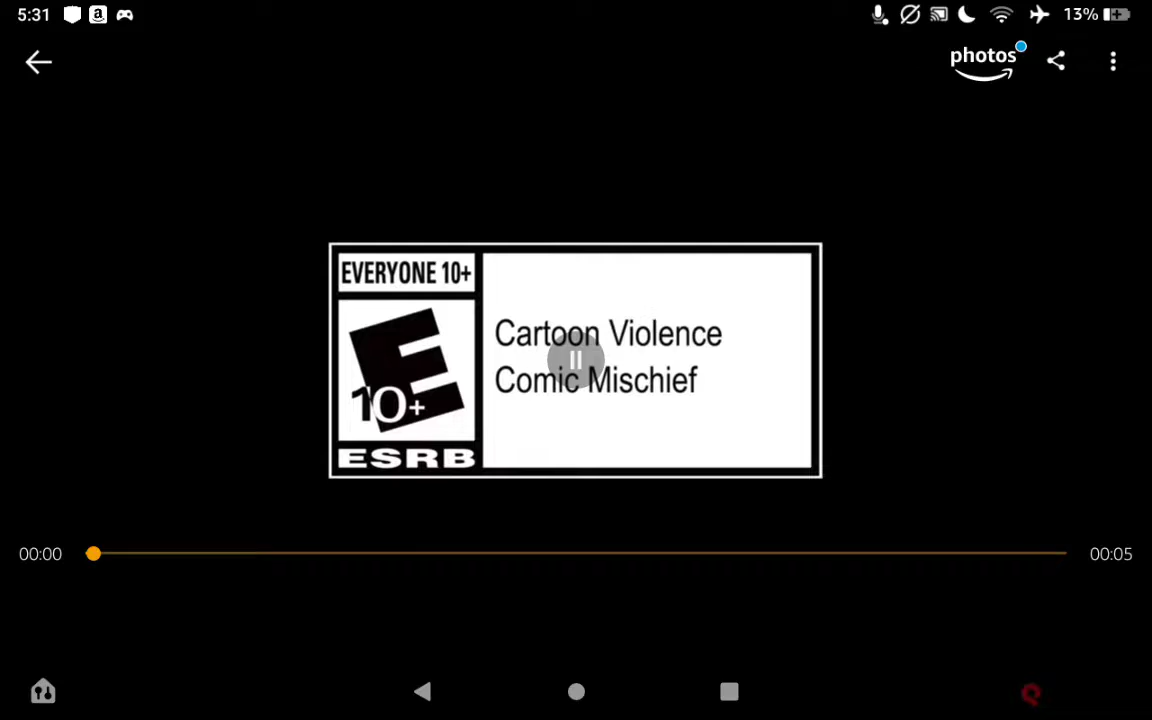 5:31
13%
photos
EVERYONE 10+
E
10+
ESRB
Cartoon Violence
Comic Mischief
00:00
00:05